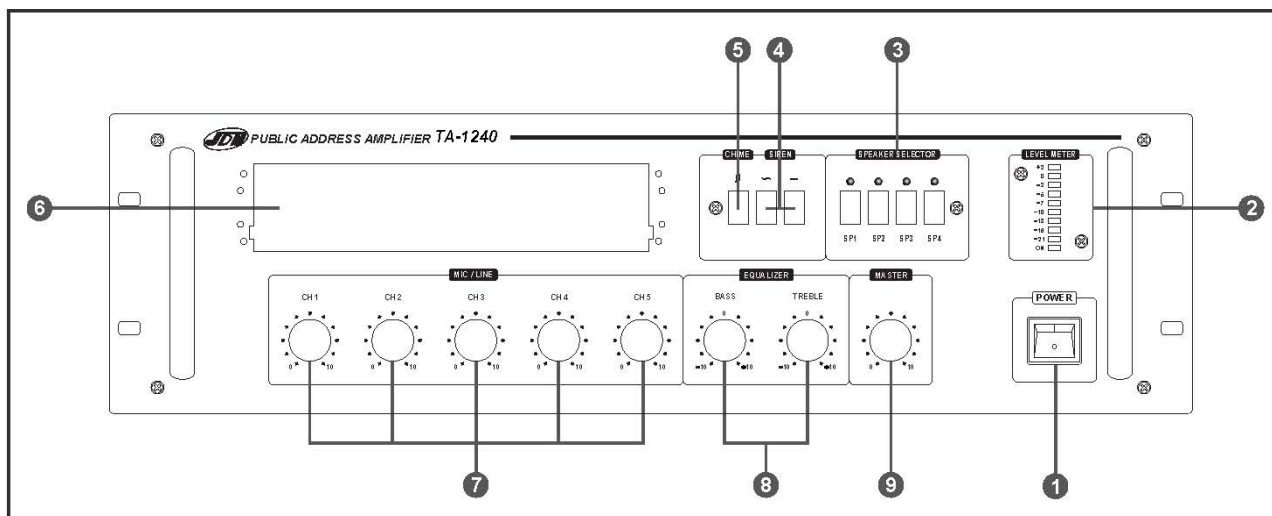 5 4 3
JDM PUBLIC ADDRESS AMPLIFIER TA-1240
CHIME SIREN SPEAKER SELECTOR LEVEL METER
+3
0
-3
-5
-7
-10
-12
-18
-21
ON
6
2
SP1 SP2 SP3 SP4
MIC / LINE EQUALIZER MASTER
CH 1 CH 2 CH 3 CH 4 CH 5 BASS TREBLE
POWER
0 0
0 10 0 10 0 10 0 10 0 10 -10 +10 -10 +10 0 10
7 8 9 1